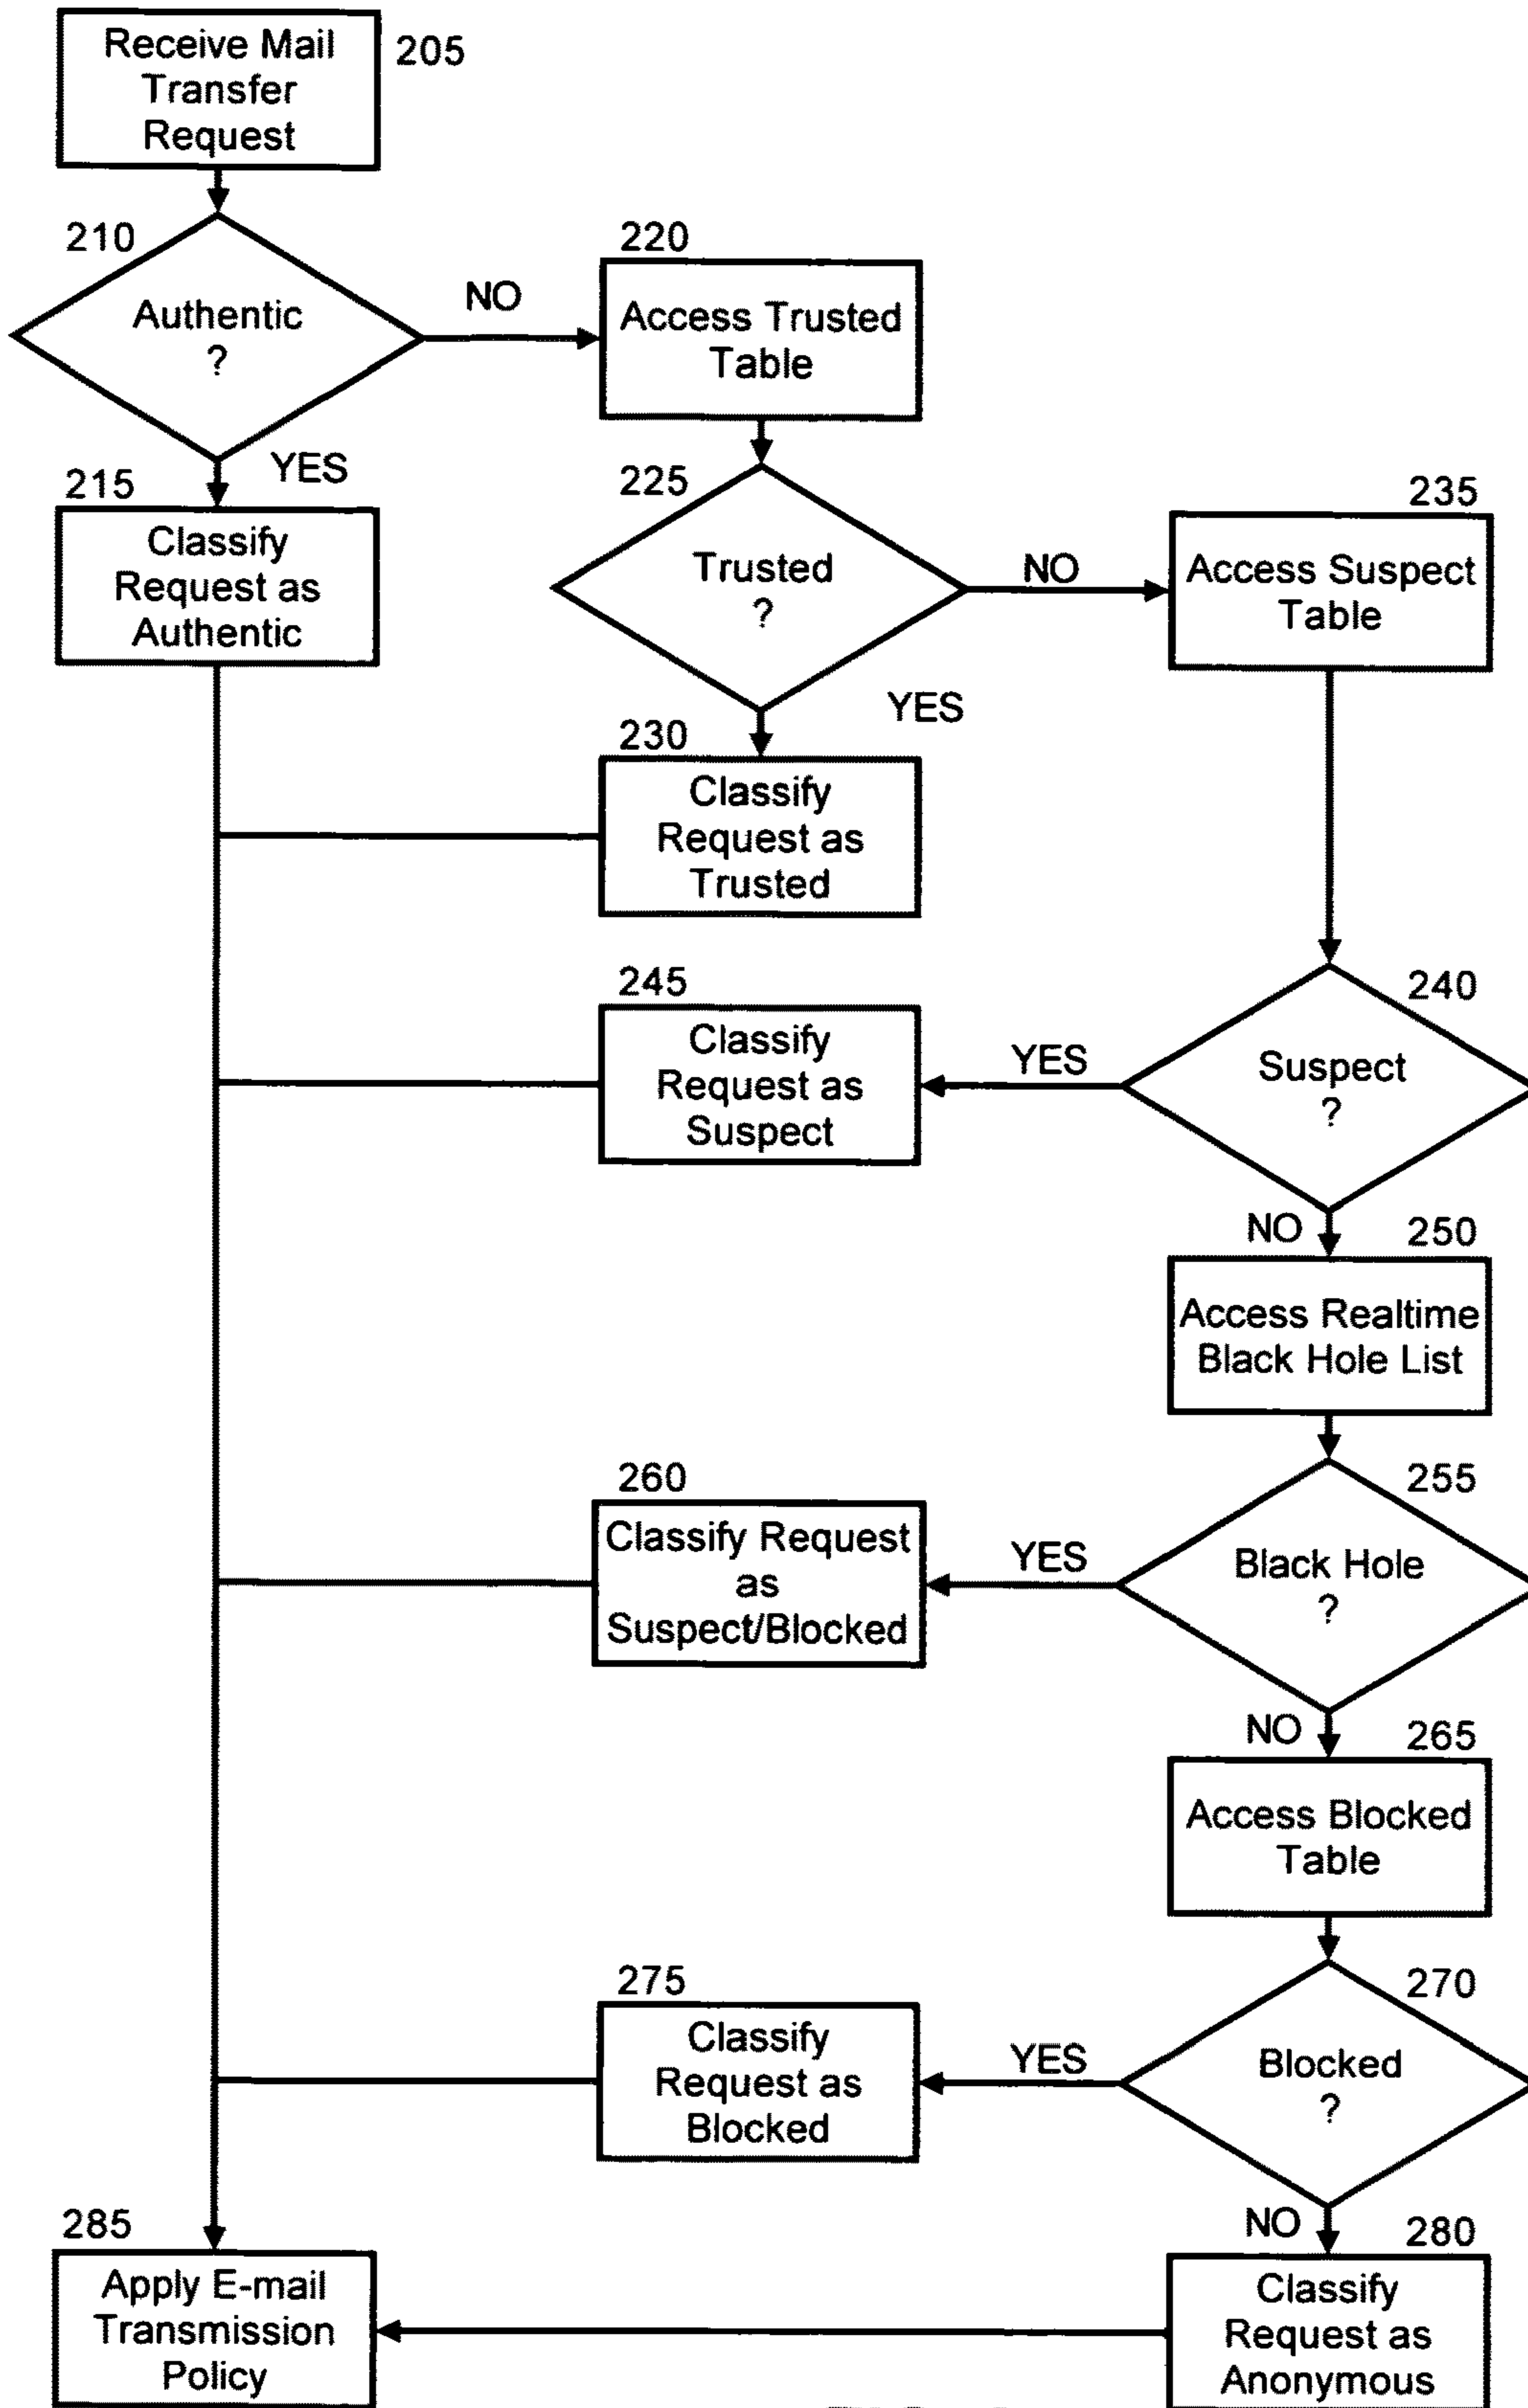 Receive Mail
Transfer
Request
205
210
Authentic
?
NO
YES
215
Classify
Request as
Authentic
220
Access Trusted
Table
225
Trusted
?
NO
YES
230
Classify
Request as
Trusted
235
Access Suspect
Table
240
Suspect
?
YES
NO
245
Classify
Request as
Suspect
250
Access Realtime
Black Hole List
255
Black Hole
?
YES
NO
260
Classify Request
as
Suspect/Blocked
265
Access Blocked
Table
270
Blocked
?
YES
NO
275
Classify
Request as
Blocked
280
Classify
Request as
Anonymous
285
Apply E-mail
Transmission
Policy